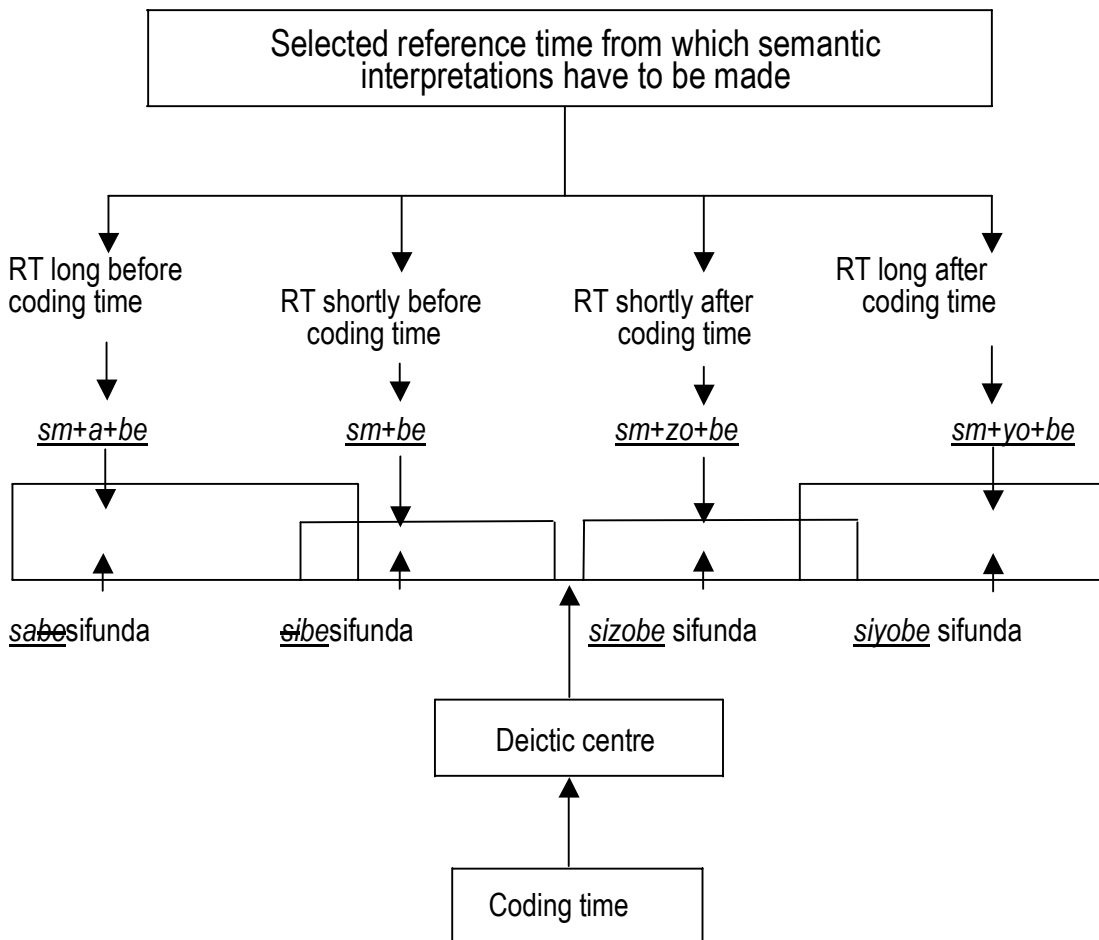 Selected reference time from which semantic
interpretations have to be made
RT long before
coding time
RT shortly before
coding time
RT shortly after
coding time
RT long after
coding time
sm+a+be
sm+be
sm+zo+be
sm+yo+be
sabesifunda
sibesifunda
sizobe sifunda
siyobe sifunda
Deictic centre
Coding time